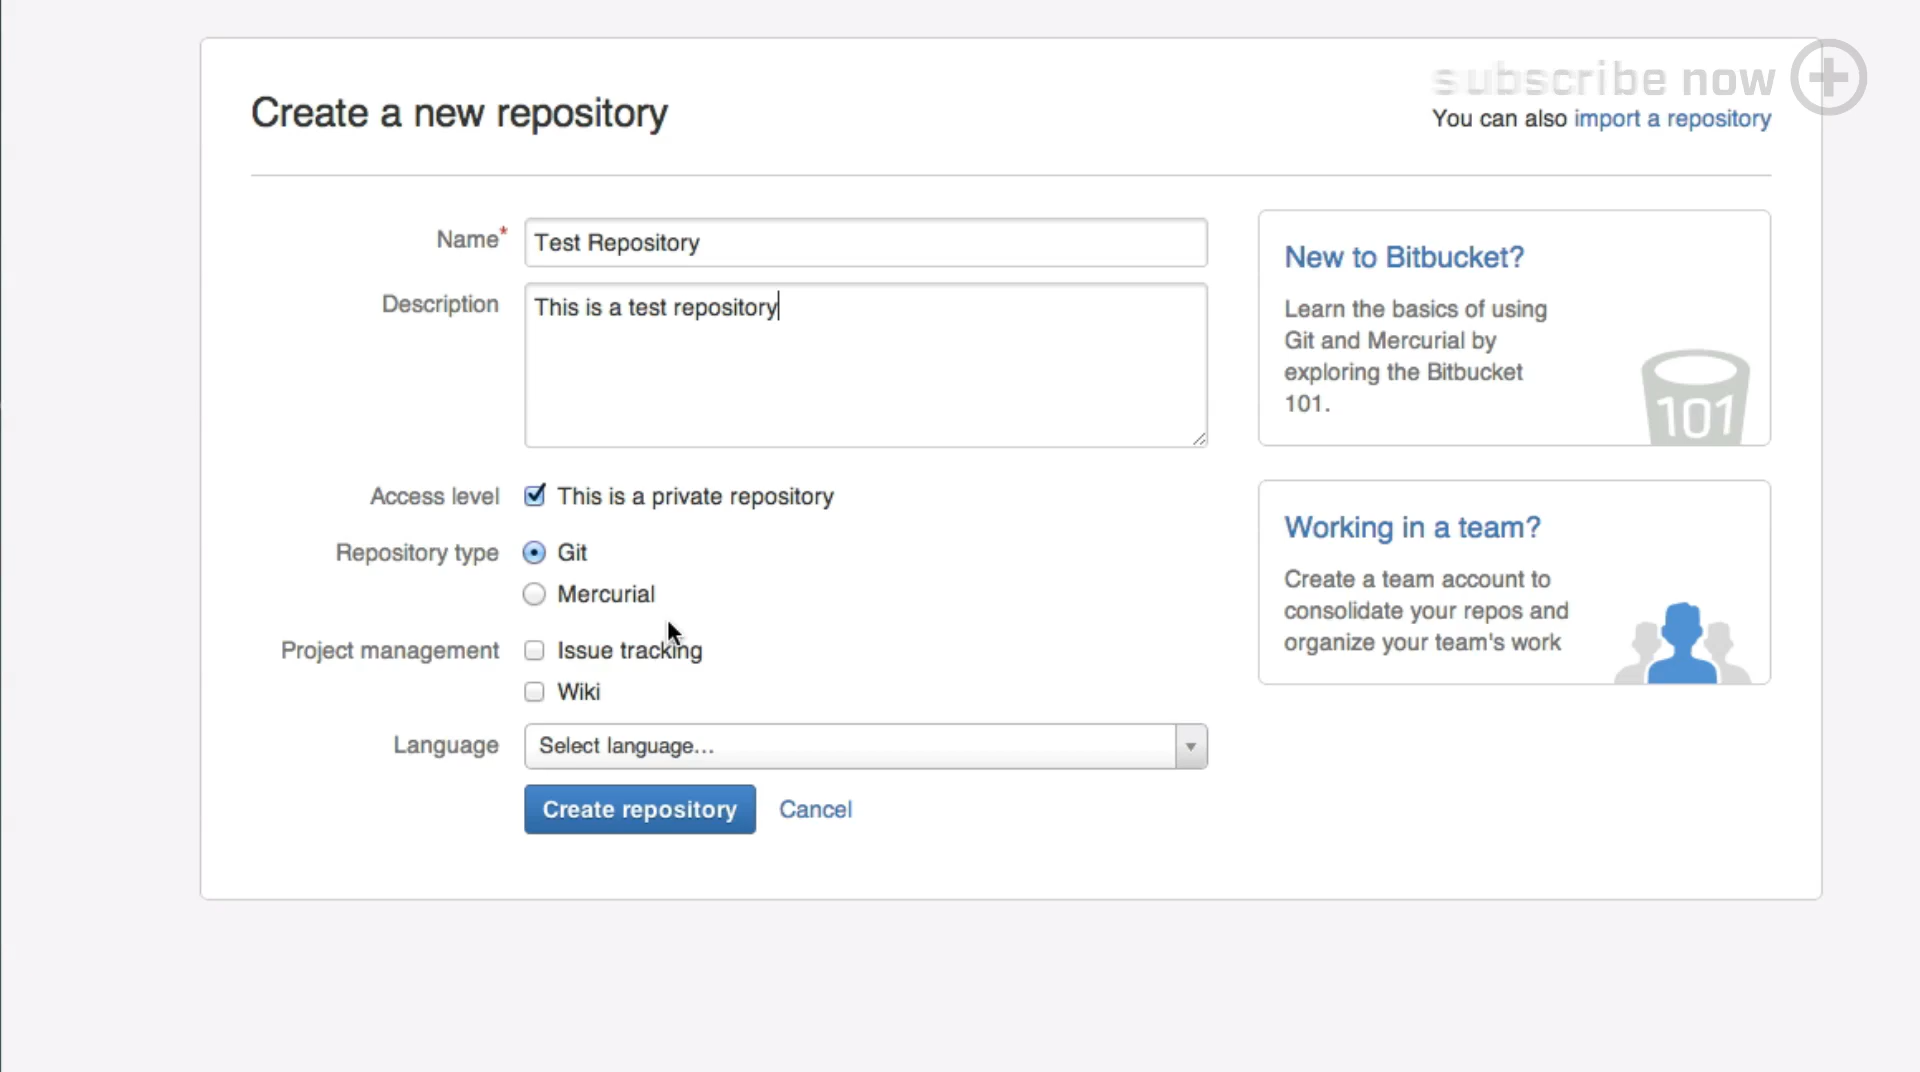 subscribe now
Create a new repository
You can also import a repository
Name*
Test Repository
Description
This is a test repository
Access level
This is a private repository
Repository type
Git
Mercurial
Project management
Issue tracking
Wiki
Language
Select language...
Create repository
Cancel
New to Bitbucket?
Learn the basics of using
Git and Mercurial by
exploring the Bitbucket
101.
101
Working in a team?
Create a team account to
consolidate your repos and
organize your team's work